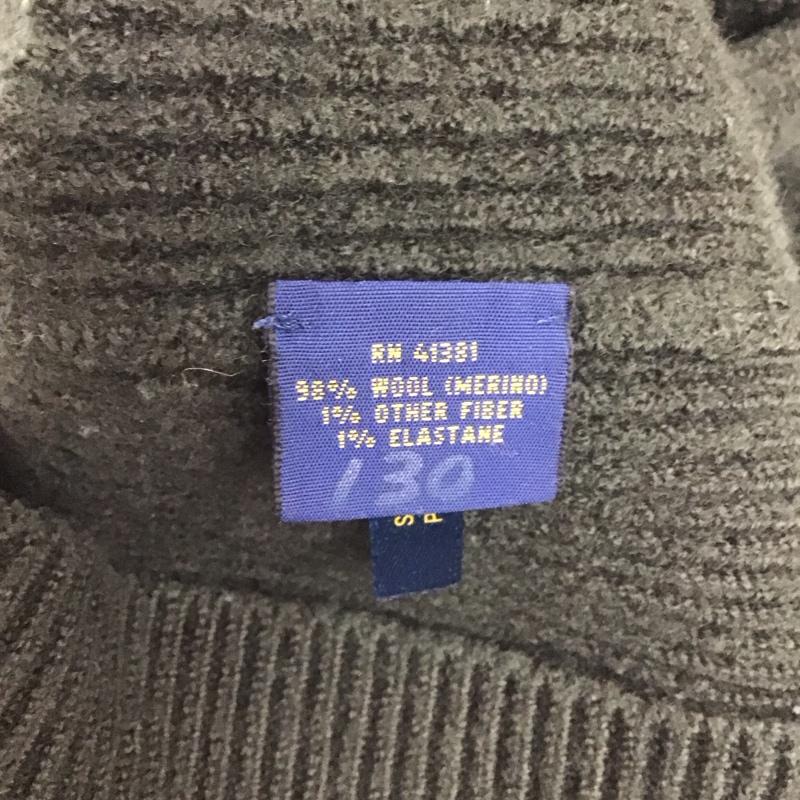 RN 41381
98% WOOL (MERINO)
1% OTHER FIBER
1% ELASTANE
130
S
P